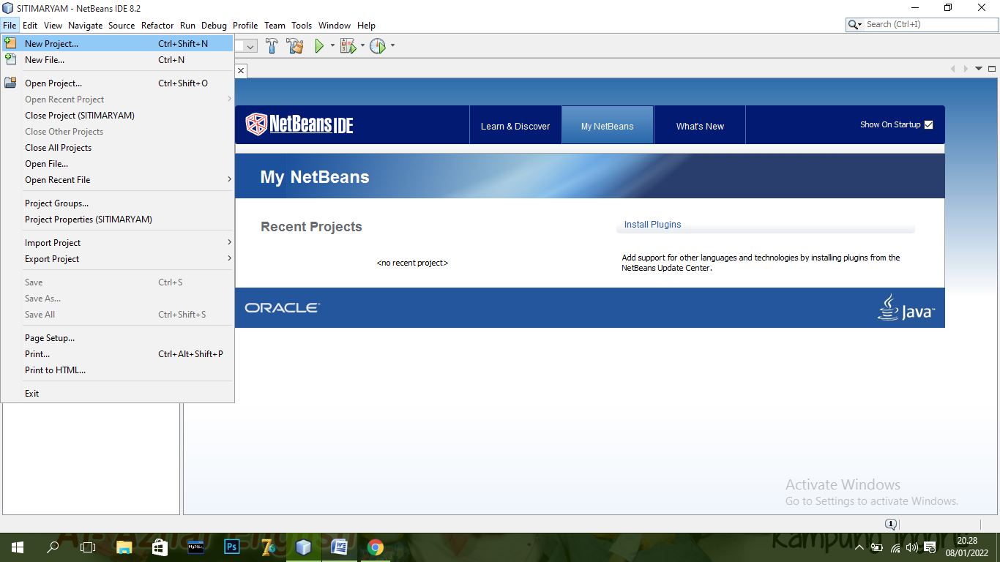 SITIMARYAM - NetBeans IDE 8.2
File Edit View Navigate Source Refactor Run Debug Profile Team Tools Window Help
Search (Ctrl+I)
New Project... Ctrl+Shift+N
New File... Ctrl+N
Open Project... Ctrl+Shift+O
Open Recent Project
Close Project (SITIMARYAM)
Close Other Projects
Close All Projects
Open File...
Open Recent File
Project Groups...
Project Properties (SITIMARYAM)
Import Project
Export Project
Save Ctrl+S
Save As...
Save All Ctrl+Shift+S
Page Setup...
Print... Ctrl+Alt+Shift+P
Print to HTML...
Exit
NetBeans IDE
Learn & Discover
My NetBeans
What's New
Show On Startup
My NetBeans
Recent Projects
<no recent project>
Install Plugins
Add support for other languages and technologies by installing plugins from the
NetBeans Update Center.
ORACLE
Java™
Activate Windows
Go to Settings to activate Windows.
1
MySQL
Ps
7
W
20.28
08/01/2022